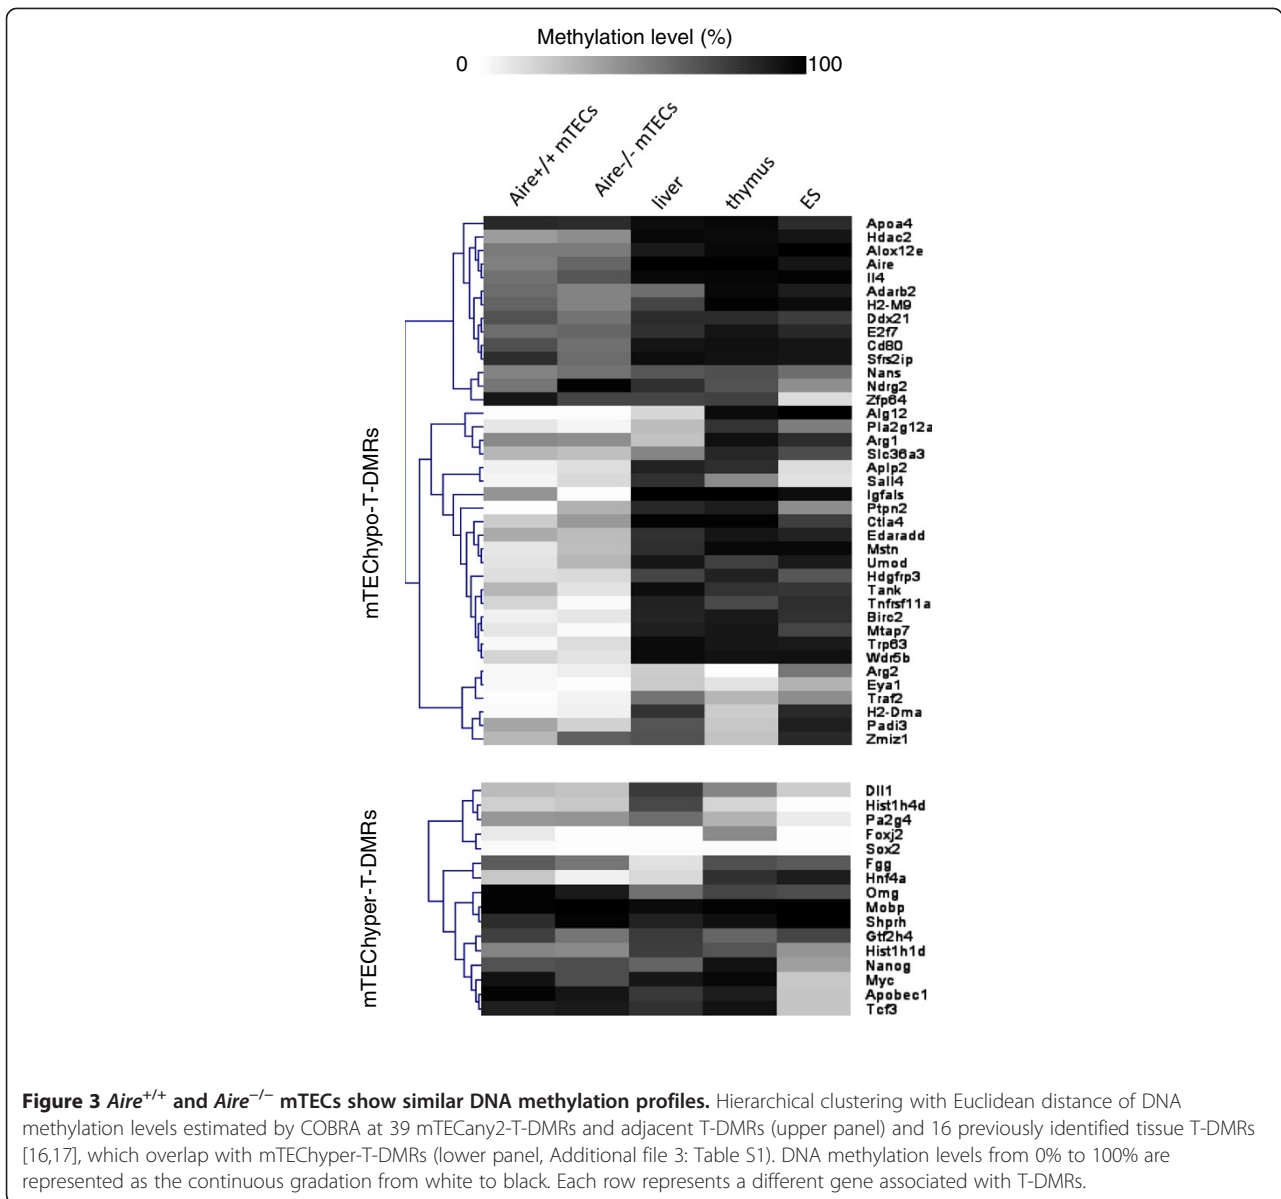 Methylation level (%)
0 100
Aire+/+ mTECs
Aire-/- mTECs
liver
thymus
ES
mTEChypo-T-DMRs
Apoa4
Hdac2
Alox12e
Aire
Il4
Adarb2
H2-M9
Ddx21
E2f7
Cd80
Sfrs2ip
Nans
Ndrg2
Zfp64
Alg12
Pla2g12a
Arg1
Slc36a3
Aplp2
Sall4
Igfals
Ptpn2
Ctla4
Edaradd
Mstn
Umod
Hdgfrp3
Tank
Tnfrsf11a
Birc2
Mtap7
Trp63
Wdr5b
Arg2
Eya1
Traf2
H2-Dma
Padi3
Zmiz1
mTEChyper-T-DMRs
Dll1
Hist1h4d
Pa2g4
Foxj2
Sox2
Fgg
Hnf4a
Omg
Mobp
Shprh
Gtf2h4
Hist1h1d
Nanog
Myc
Apobec1
Tcf3
Figure 3 Aire+/+ and Aire−/− mTECs show similar DNA methylation profiles. Hierarchical clustering with Euclidean distance of DNA
methylation levels estimated by COBRA at 39 mTECany2-T-DMRs and adjacent T-DMRs (upper panel) and 16 previously identified tissue T-DMRs
[16,17], which overlap with mTEChyper-T-DMRs (lower panel, Additional file 3: Table S1). DNA methylation levels from 0% to 100% are
represented as the continuous gradation from white to black. Each row represents a different gene associated with T-DMRs.